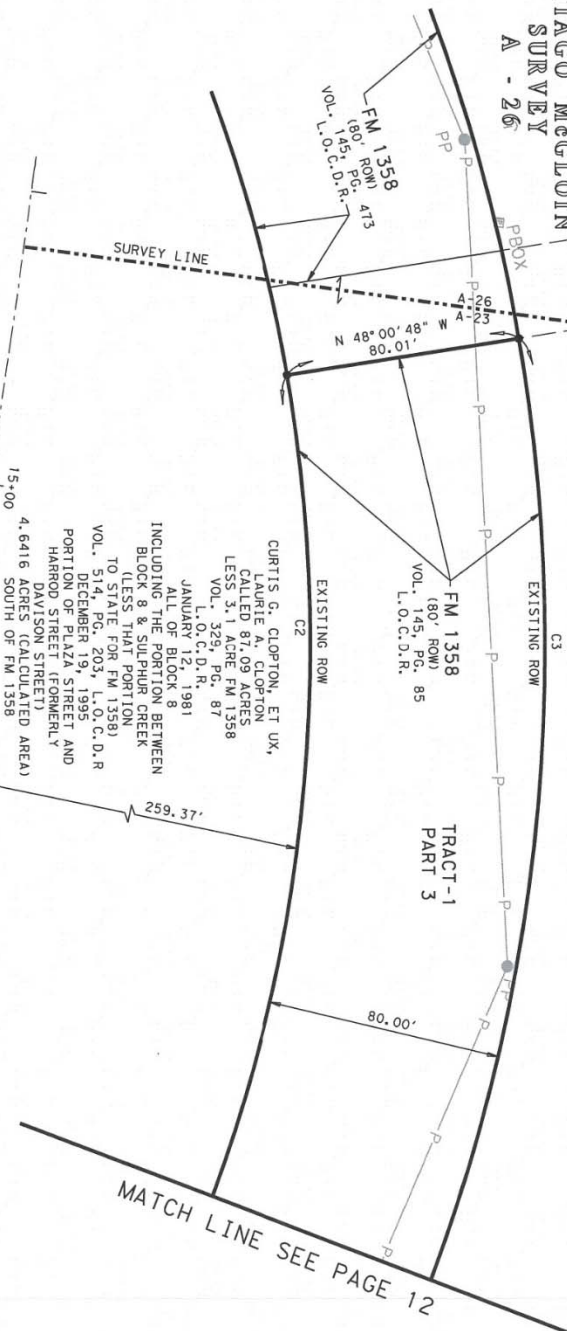 McGLOIN
SURVEY
A - 26
FM 1358
(80' ROW)
VOL. 145, PG. 473
L.O.C.D.R.
PP
PBOX
SURVEY LINE
A-26
A-23
N 48°00'48" W
80.01'
C3
EXISTING ROW
FM 1358
(80' ROW)
VOL. 145, PG. 85
L.O.C.D.R.
EXISTING ROW
C2
TRACT-1
PART 3
CURTIS G. CLOPTON, ET UX,
LAURIE A. CLOPTON
CALLED 87.09 ACRES
LESS 3.1 ACRE FM 1358
VOL. 329, PG. 87
L.O.C.D.R.
JANUARY 12, 1981
ALL OF BLOCK 8
INCLUDING THE PORTION BETWEEN
BLOCK 8 & SULPHUR CREEK
(LESS THAT PORTION
TO STATE FOR FM 1358)
VOL. 514, PG. 203, L.O.C.D.R
DECEMBER 19, 1995
PORTION OF PLAZA STREET AND
HARROD STREET (FORMERLY
DAVISON STREET)
4.6416 ACRES (CALCULATED AREA)
SOUTH OF FM 1358
15+00
259.37'
80.00'
PP
P
P
P
P
P
P
P
P
P
P
P
MATCH LINE SEE PAGE 12